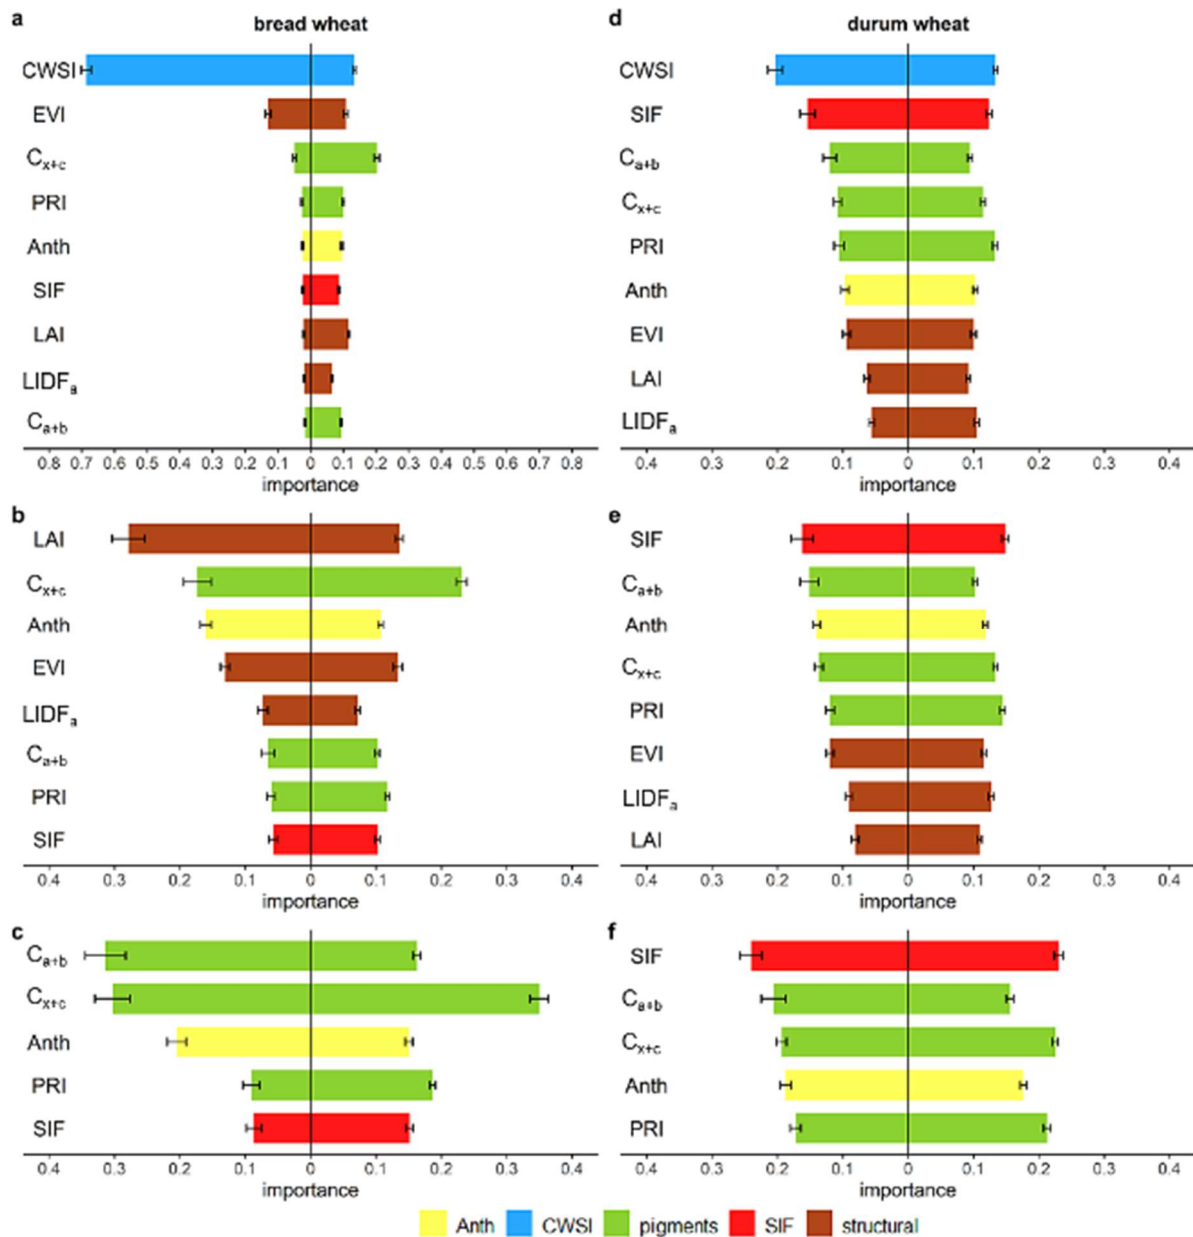 a
bread wheat
CWSI
EVI
Cx+c
PRI
Anth
SIF
LAI
LIDFa
Ca+b
0.8 0.7 0.6 0.5 0.4 0.3 0.2 0.1 0 0.1 0.2 0.3 0.4 0.5 0.6 0.7 0.8
importance
d
durum wheat
CWSI
SIF
Ca+b
Cx+c
PRI
Anth
EVI
LAI
LIDFa
0.4 0.3 0.2 0.1 0 0.1 0.2 0.3 0.4
importance
b
LAI
Cx+c
Anth
EVI
LIDFa
Ca+b
PRI
SIF
0.4 0.3 0.2 0.1 0 0.1 0.2 0.3 0.4
importance
e
SIF
Ca+b
Anth
Cx+c
PRI
EVI
LIDFa
LAI
0.4 0.3 0.2 0.1 0 0.1 0.2 0.3 0.4
importance
c
Ca+b
Cx+c
Anth
PRI
SIF
0.4 0.3 0.2 0.1 0 0.1 0.2 0.3 0.4
importance
f
SIF
Ca+b
Cx+c
Anth
PRI
0.4 0.3 0.2 0.1 0 0.1 0.2 0.3 0.4
importance
Anth CWSI pigments SIF structural